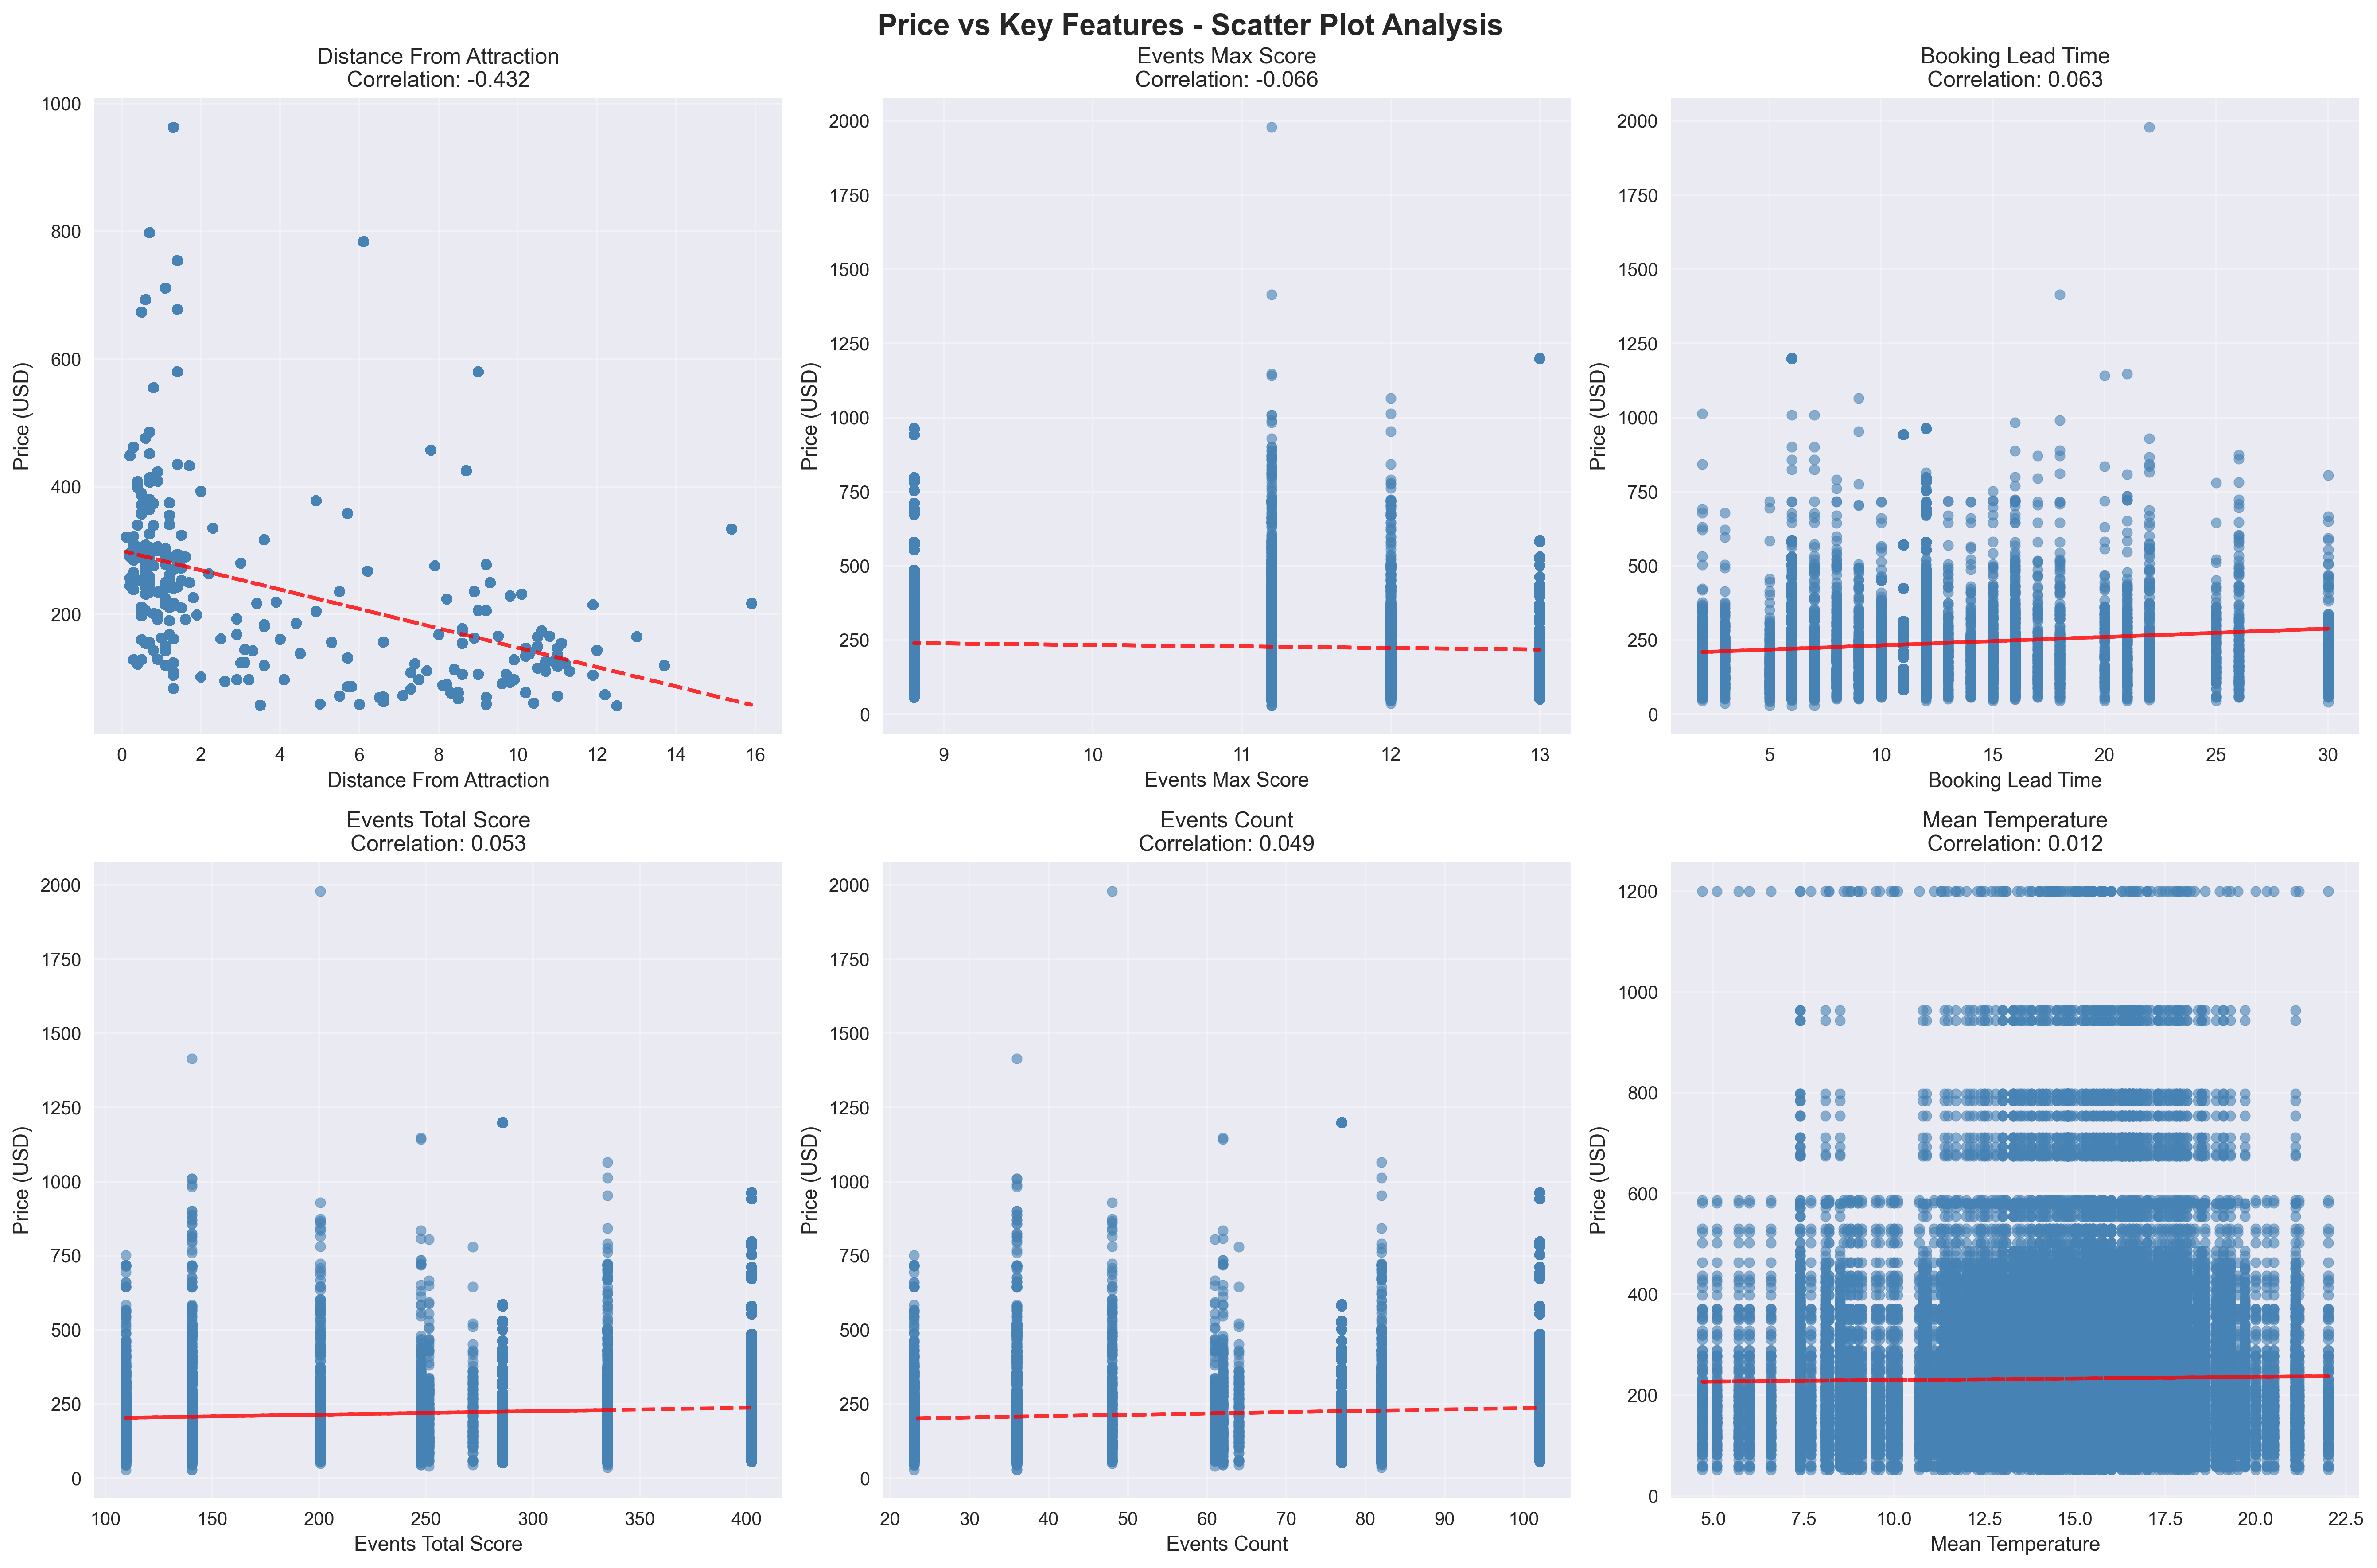 Price vs Key Features - Scatter Plot Analysis
Distance From Attraction
Correlation: -0.432
1000
800
600
400
200
Price (USD)
0 2 4 6 8 10 12 14 16
Distance From Attraction
Events Max Score
Correlation: -0.066
2000
1750
1500
1250
1000
750
500
250
0
Price (USD)
9 10 11 12 13
Events Max Score
Booking Lead Time
Correlation: 0.063
2000
1750
1500
1250
1000
750
500
250
0
Price (USD)
5 10 15 20 25 30
Booking Lead Time
Events Total Score
Correlation: 0.053
2000
1750
1500
1250
1000
750
500
250
0
Price (USD)
100 150 200 250 300 350 400
Events Total Score
Events Count
Correlation: 0.049
2000
1750
1500
1250
1000
750
500
250
0
Price (USD)
20 30 40 50 60 70 80 90 100
Events Count
Mean Temperature
Correlation: 0.012
1200
1000
800
600
400
200
0
Price (USD)
5.0 7.5 10.0 12.5 15.0 17.5 20.0 22.5
Mean Temperature